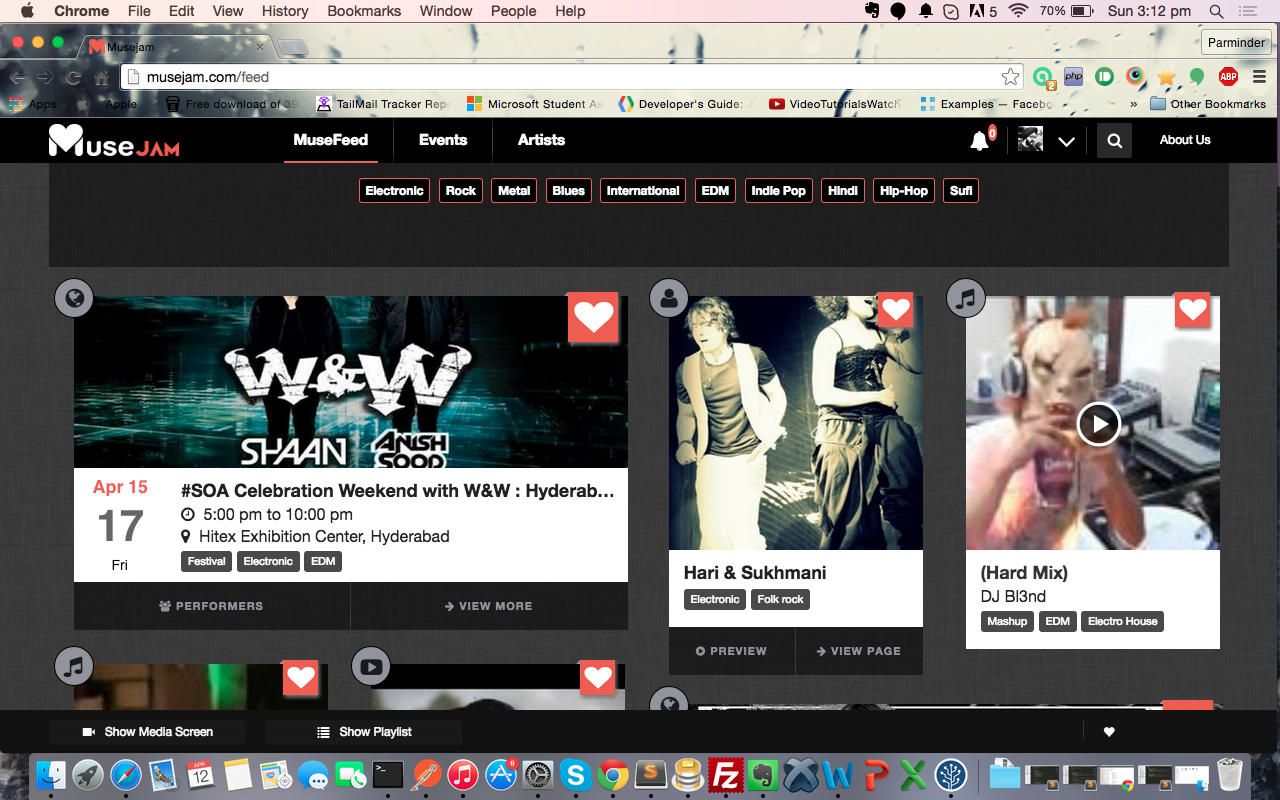 Chrome File Edit View History Bookmarks Window People Help 5 70% Sun 3:12 pm
Musejam Parminder
musejam.com/feed 2 php ABP
Apps Apple Free download of 39 TailMail Tracker Repo Microsoft Student As Developer's Guide: VideoTutorialsWatch Examples — Facebo » Other Bookmarks
MUSEJAM MuseFeed Events Artists 0 About Us
Electronic Rock Metal Blues International EDM Indie Pop Hindi Hip-Hop Sufi
W&W
SHAAN ANISH SOOD
Apr 15
17
Fri
#SOA Celebration Weekend with W&W : Hyderab...
5:00 pm to 10:00 pm
Hitex Exhibition Center, Hyderabad
Festival Electronic EDM
PERFORMERS VIEW MORE
Hari & Sukhmani
Electronic Folk rock
PREVIEW VIEW PAGE
(Hard Mix)
DJ Bl3nd
Mashup EDM Electro House
Show Media Screen Show Playlist
APR
12
8